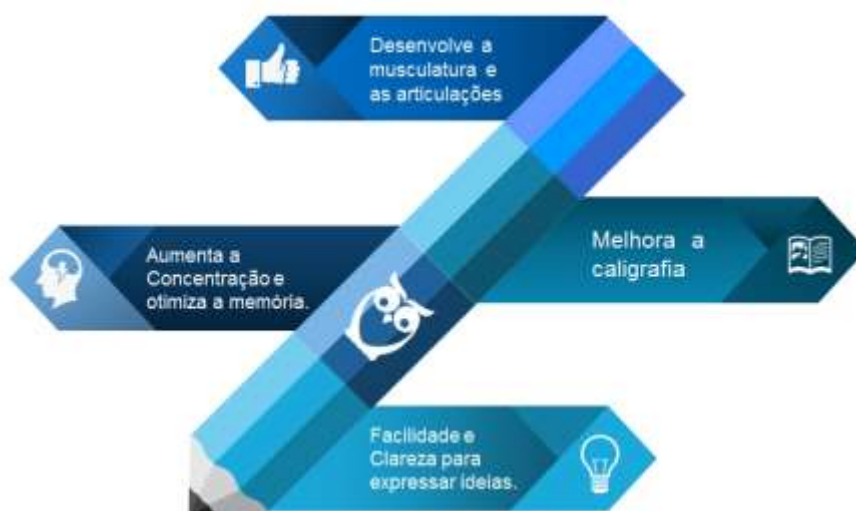 Desenvolve a
musculatura e
as articulações
Aumenta a
Concentração e
otimiza a memória.
Melhora a
caligrafia
Facilidade e
Clareza para
expressar ideias.